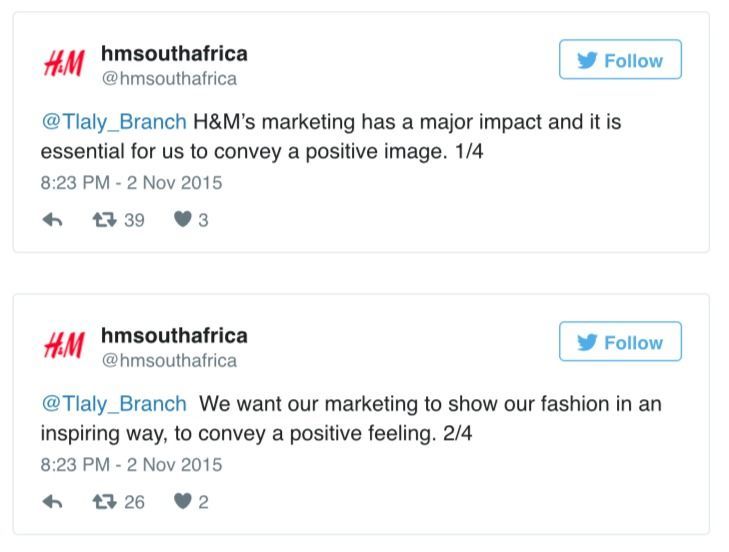 H&M hmsouthafrica
@hmsouthafrica
Follow
@Tlaly_Branch H&M’s marketing has a major impact and it is
essential for us to convey a positive image. 1/4
8:23 PM - 2 Nov 2015
39 3
H&M hmsouthafrica
@hmsouthafrica
Follow
@Tlaly_Branch We want our marketing to show our fashion in an
inspiring way, to convey a positive feeling. 2/4
8:23 PM - 2 Nov 2015
26 2